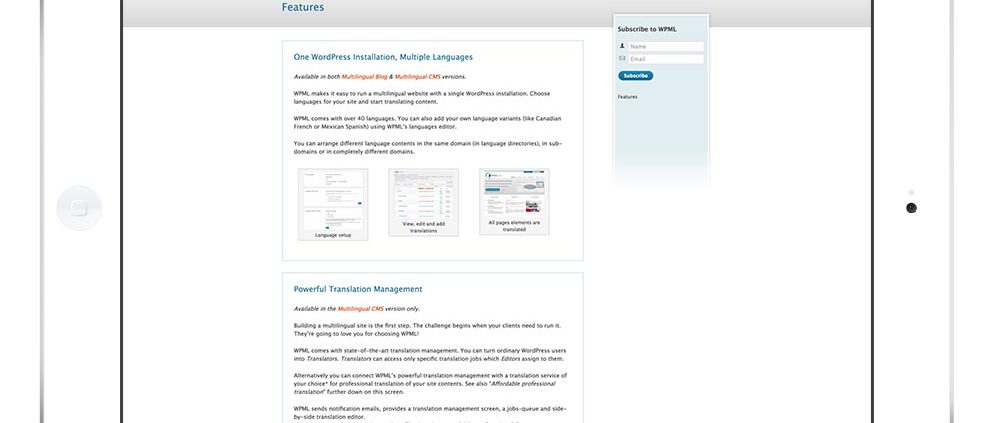 Features
One WordPress Installation, Multiple Languages
Available in both Multilingual Blog & Multilingual CMS versions.
WPML makes it easy to run a multilingual website with a single WordPress installation. Choose
languages for your site and start translating content.
WPML comes with over 40 languages. You can also add your own language variants (like Canadian
French or Mexican Spanish) using WPML's languages editor.
You can arrange different language contents in the same domain (in language directories), in sub-
domains or in completely different domains.
Language setup
View, edit and add
translations
All pages elements are
translated
Powerful Translation Management
Available in the Multilingual CMS version only.
Building a multilingual site is the first step. The challenge begins when your clients need to run it.
They're going to love you for choosing WPML!
WPML comes with state-of-the-art translation management. You can turn ordinary WordPress users
into Translators. Translators can access only specific translation jobs which Editors assign to them.
Alternatively you can connect WPML's powerful translation management with a translation service of
your choice* for professional translation of your site contents. See also "Affordable professional
translation" further down on this screen.
WPML sends notification emails, provides a translation management screen, a jobs-queue and side-
by-side translation editor.
Subscribe to WPML
Name
Email
Subscribe
Features